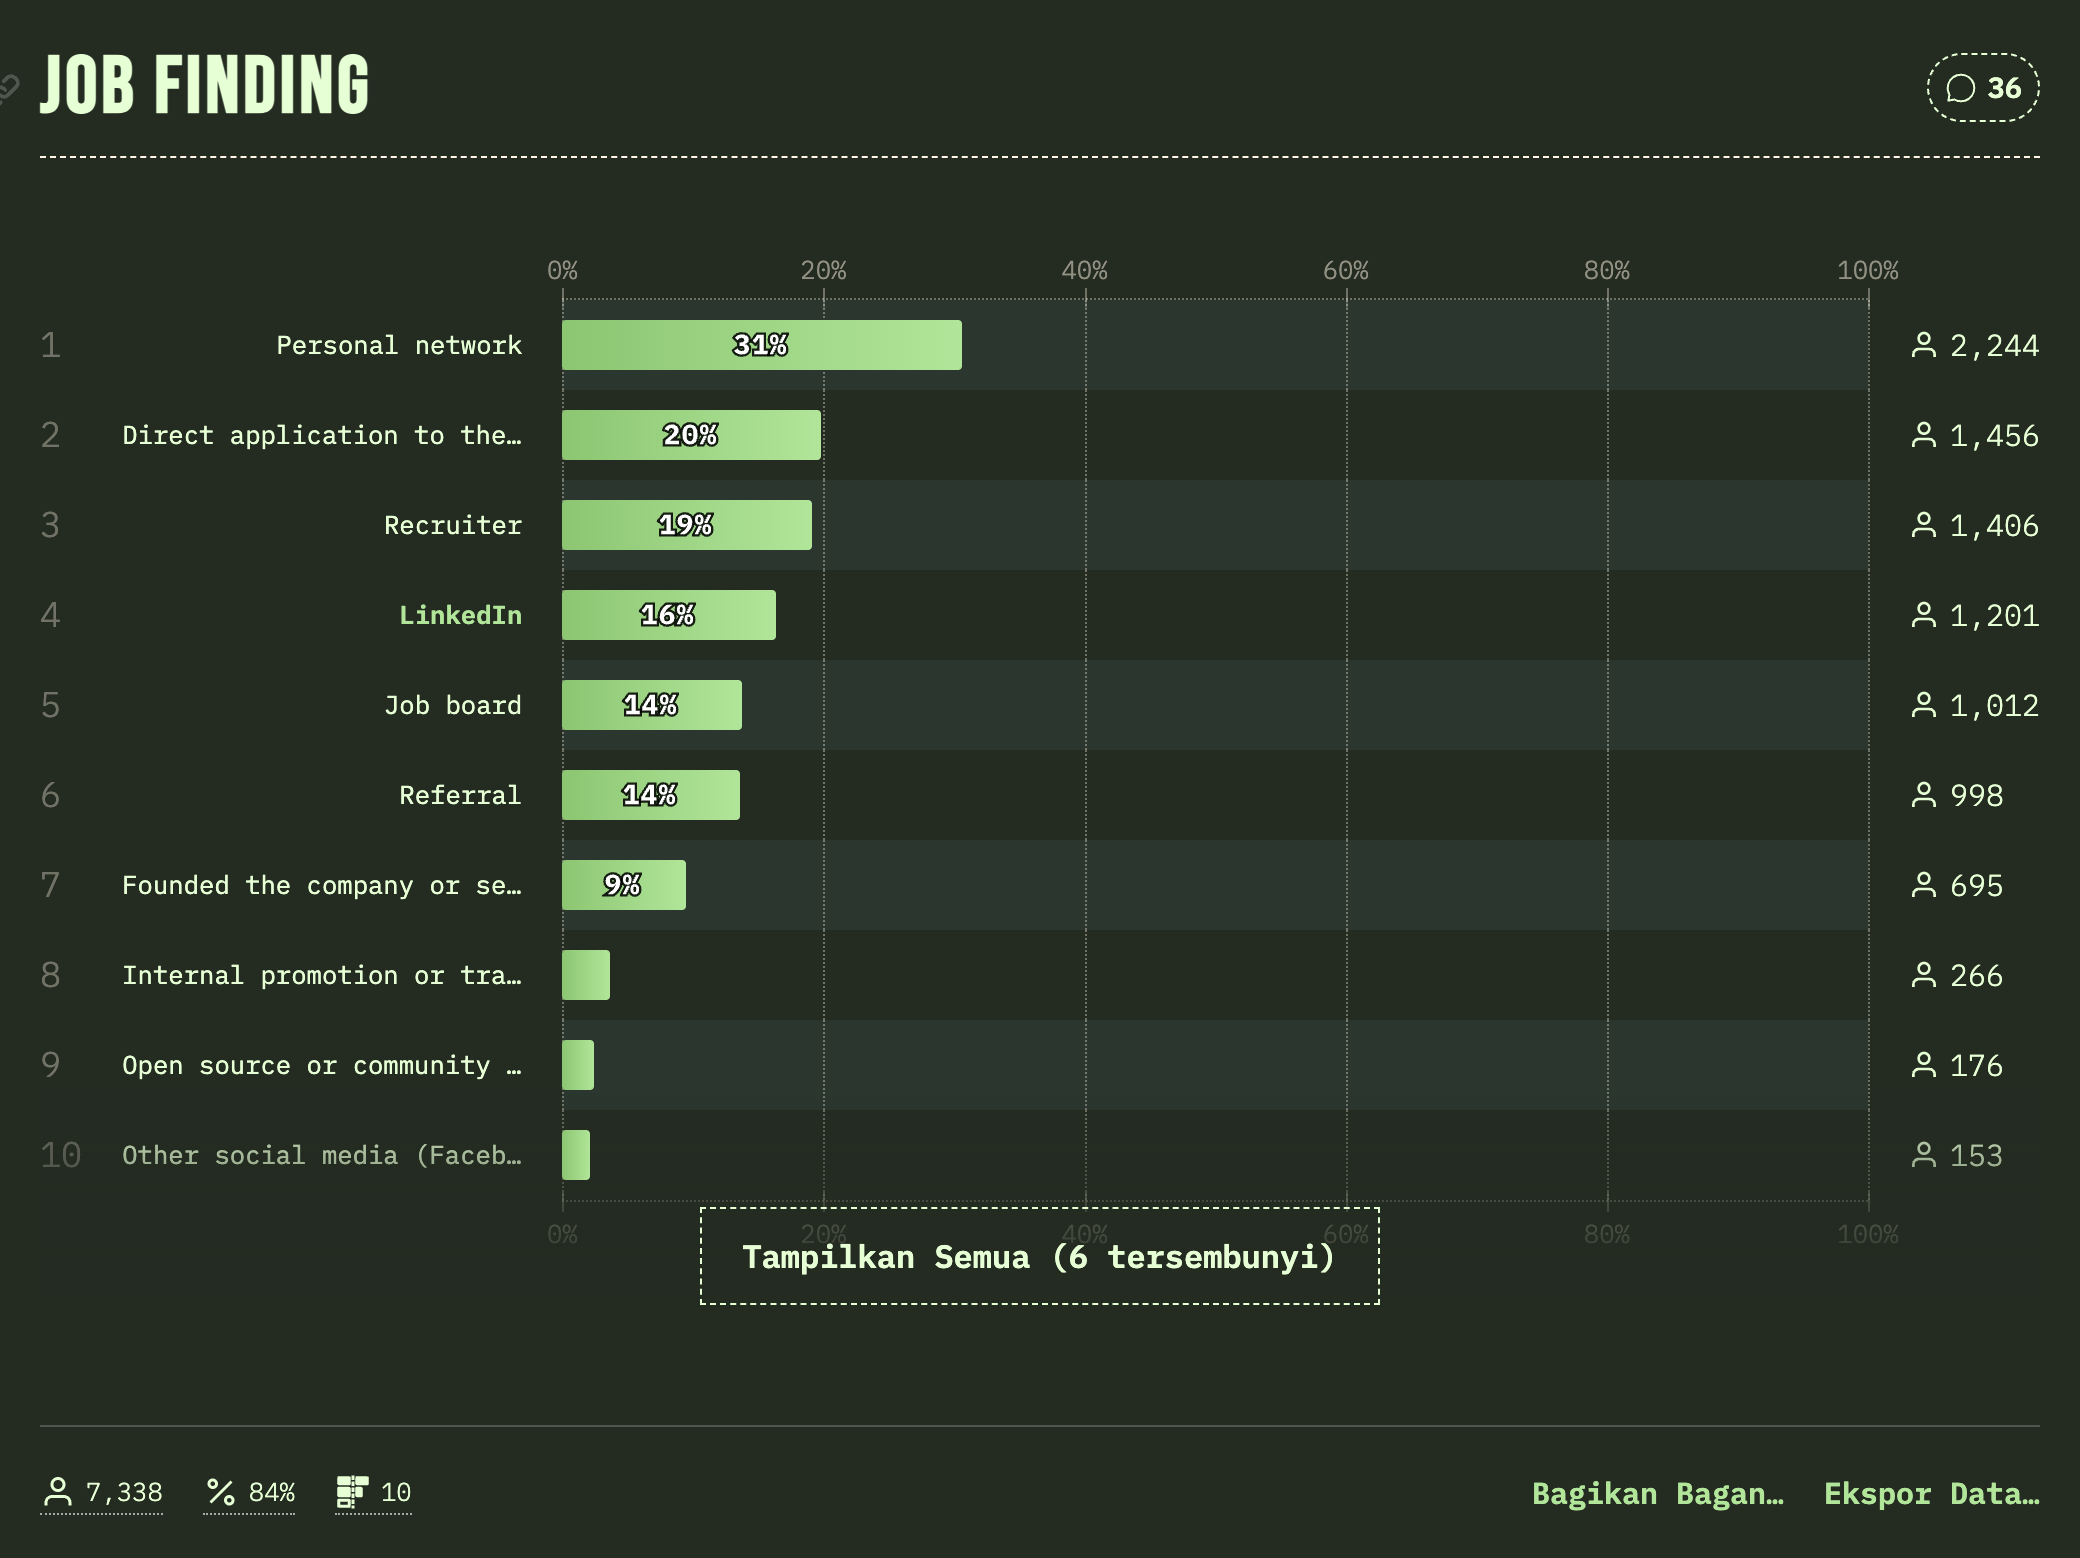 JOB FINDING
36
0% 20% 40% 60% 80% 100%
1 Personal network 31% 2,244
2 Direct application to the… 20% 1,456
3 Recruiter 19% 1,406
4 LinkedIn 16% 1,201
5 Job board 14% 1,012
6 Referral 14% 998
7 Founded the company or se… 9% 695
8 Internal promotion or tra… 266
9 Open source or community … 176
10 Other social media (Faceb… 153
0% 20% 40% 60% 80% 100%
Tampilkan Semua (6 tersembunyi)
7,338 84% 10 Bagikan Bagan… Ekspor Data…